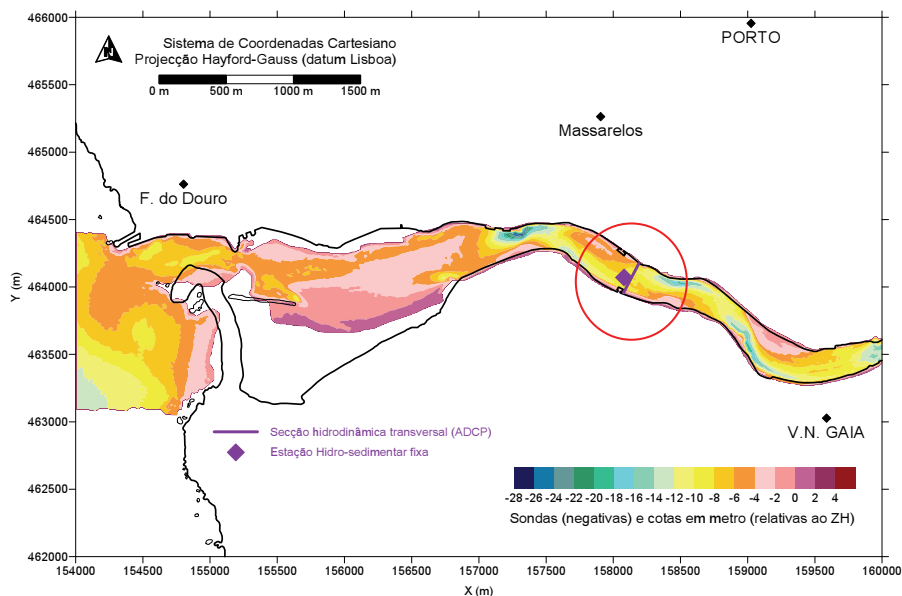 466000
PORTO
N
Sistema de Coordenadas Cartesiano
Projecção Hayford-Gauss (datum Lisboa)
0 m 500 m 1000 m 1500 m
465500
Massarelos
465000
F. do Douro
464500
Y (m)
464000
463500
463000
V.N. GAIA
Secção hidrodinâmica transversal (ADCP)
Estação Hidro-sedimentar fixa
462500
-28 -26 -24 -22 -20 -18 -16 -14 -12 -10 -8 -6 -4 -2 0 2 4
Sondas (negativas) e cotas em metro (relativas ao ZH)
462000
154000 154500 155000 155500 156000 156500 157000 157500 158000 158500 159000 159500 160000
X (m)